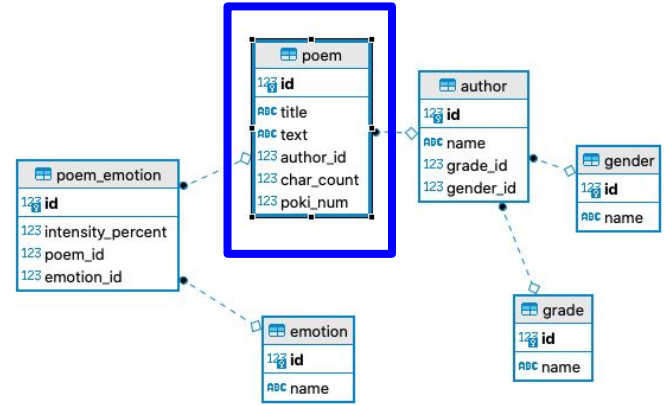 poem
123 id
ABC title
ABC text
123 author_id
123 char_count
123 poki_num
author
123 id
ABC name
123 grade_id
123 gender_id
gender
123 id
ABC name
poem_emotion
123 id
123 intensity_percent
123 poem_id
123 emotion_id
grade
123 id
ABC name
emotion
123 id
ABC name